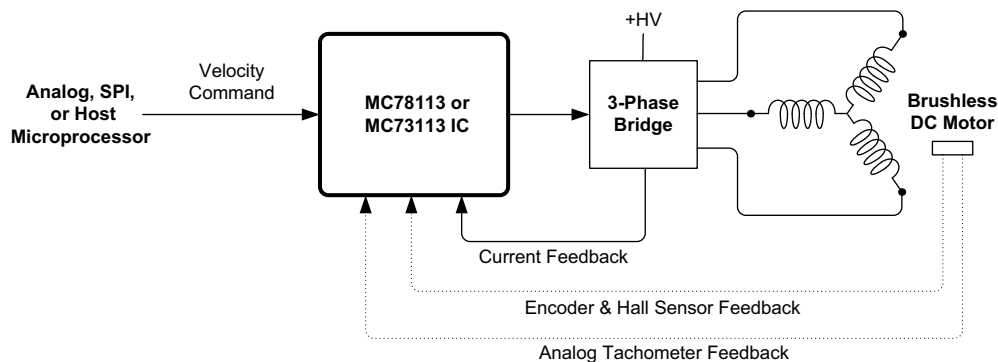 +HV
Analog, SPI,
or Host
Microprocessor
Velocity
Command
MC78113 or
MC73113 IC
3-Phase
Bridge
Brushless
DC Motor
Current Feedback
Encoder & Hall Sensor Feedback
Analog Tachometer Feedback